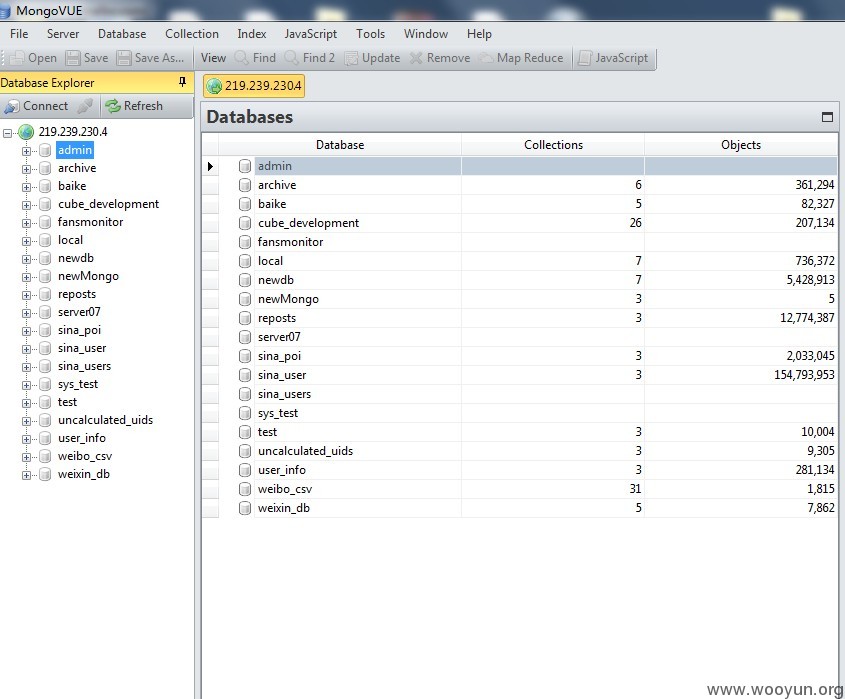 MongoVUE
File Server Database Collection Index JavaScript Tools Window Help
Open Save Save As... View Find Find 2 Update Remove Map Reduce JavaScript
Database Explorer
Connect Refresh
219.239.230.4
admin
archive
baike
cube_development
fansmonitor
local
newdb
newMongo
reposts
server07
sina_poi
sina_user
sina_users
sys_test
test
uncalculated_uids
user_info
weibo_csv
weixin_db
219.239.230.4
Databases
Database Collections Objects
admin
archive 6 361,294
baike 5 82,327
cube_development 26 207,134
fansmonitor
local 7 736,372
newdb 7 5,428,913
newMongo 3 5
reposts 3 12,774,387
server07
sina_poi 3 2,033,045
sina_user 3 154,793,953
sina_users
sys_test
test 3 10,004
uncalculated_uids 3 9,305
user_info 3 281,134
weibo_csv 31 1,815
weixin_db 5 7,862
www.wooyun.org